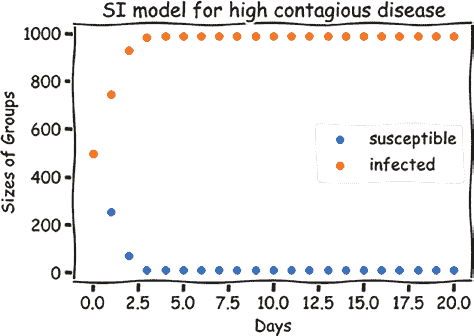 SI model for high contagious disease
1000
800
600
400
200
0
Sizes of Groups
susceptible
infected
0.0 2.5 5.0 7.5 10.0 12.5 15.0 17.5 20.0
Days